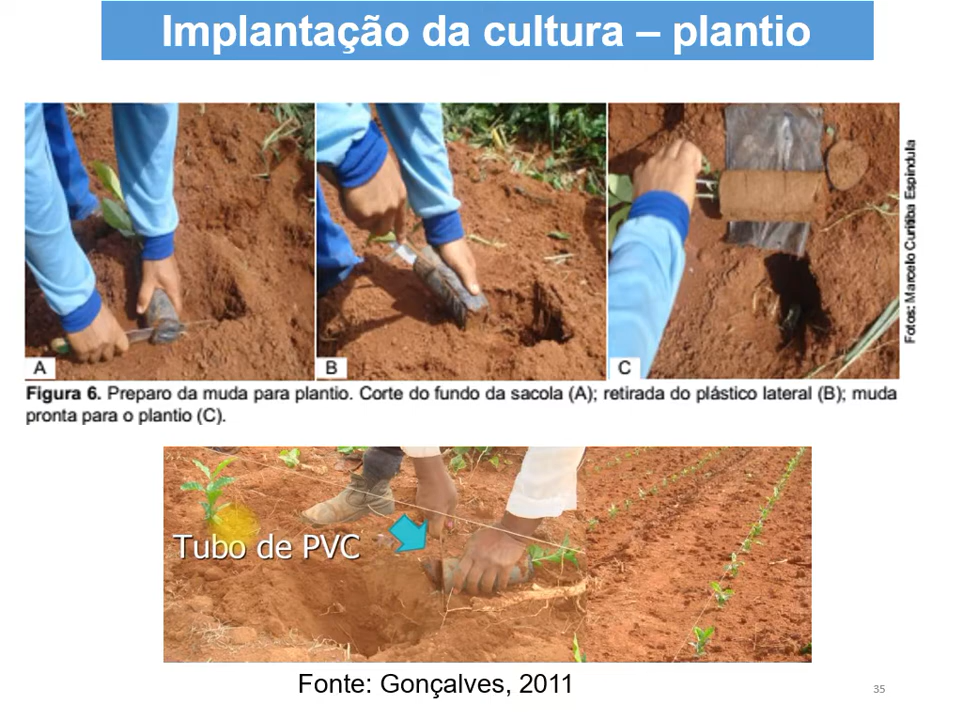 Implantação da cultura – plantio
Fotos: Marcelo Curitiba Espindula
A
B
C
Figura 6. Preparo da muda para plantio. Corte do fundo da sacola (A); retirada do plástico lateral (B); muda
pronta para o plantio (C).
Tubo de PVC
Fonte: Gonçalves, 2011
35